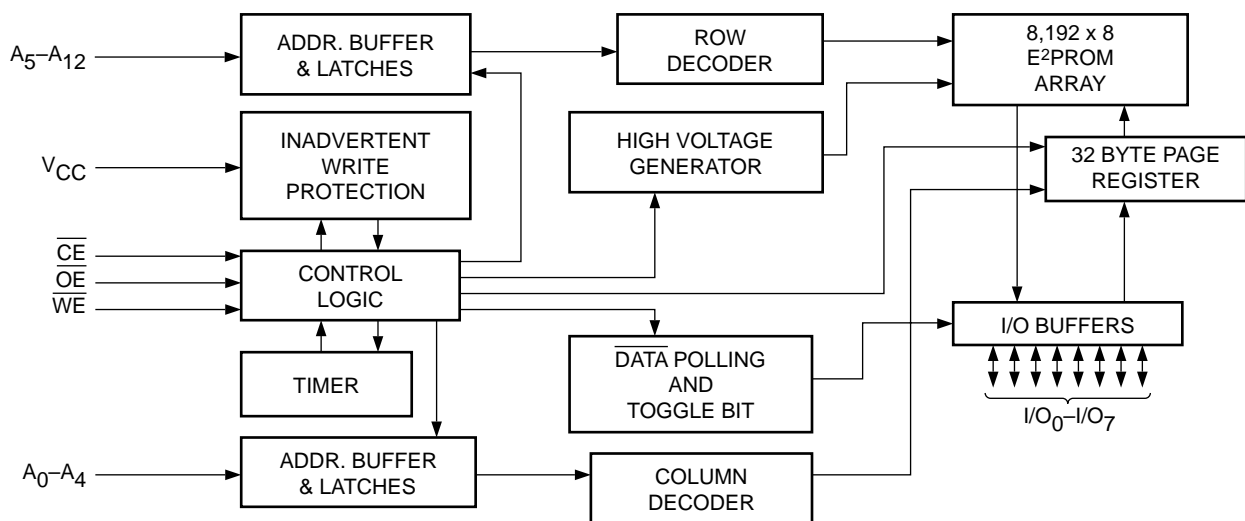 A5–A12
ADDR. BUFFER
& LATCHES
ROW
DECODER
8,192 x 8
E²PROM
ARRAY
VCC
INADVERTENT
WRITE
PROTECTION
HIGH VOLTAGE
GENERATOR
32 BYTE PAGE
REGISTER
CE
OE
WE
CONTROL
LOGIC
I/O BUFFERS
TIMER
DATA POLLING
AND
TOGGLE BIT
I/O0–I/O7
A0–A4
ADDR. BUFFER
& LATCHES
COLUMN
DECODER